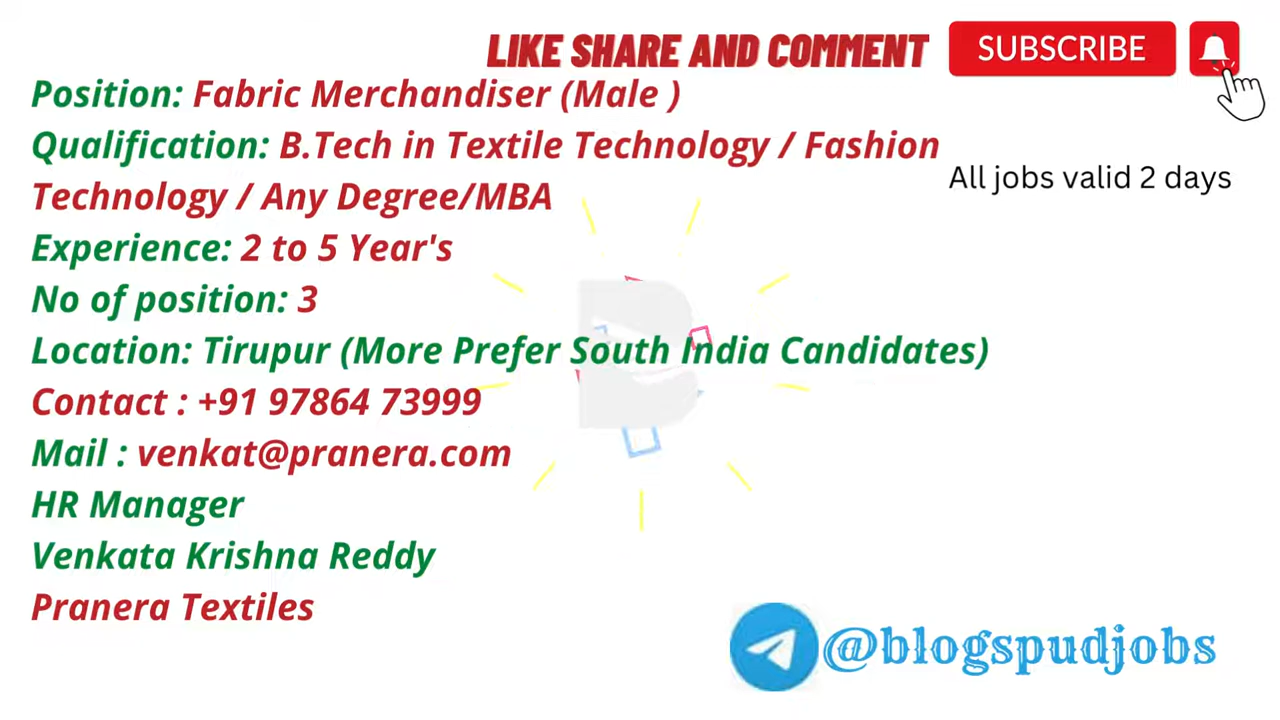 LIKE SHARE AND COMMENT
SUBSCRIBE
Position: Fabric Merchandiser (Male )
Qualification: B.Tech in Textile Technology / Fashion
Technology / Any Degree/MBA
All jobs valid 2 days
Experience: 2 to 5 Year's
No of position: 3
Location: Tirupur (More Prefer South India Candidates)
Contact : +91 97864 73999
Mail : venkat@pranera.com
HR Manager
Venkata Krishna Reddy
Pranera Textiles
@blogspudjobs